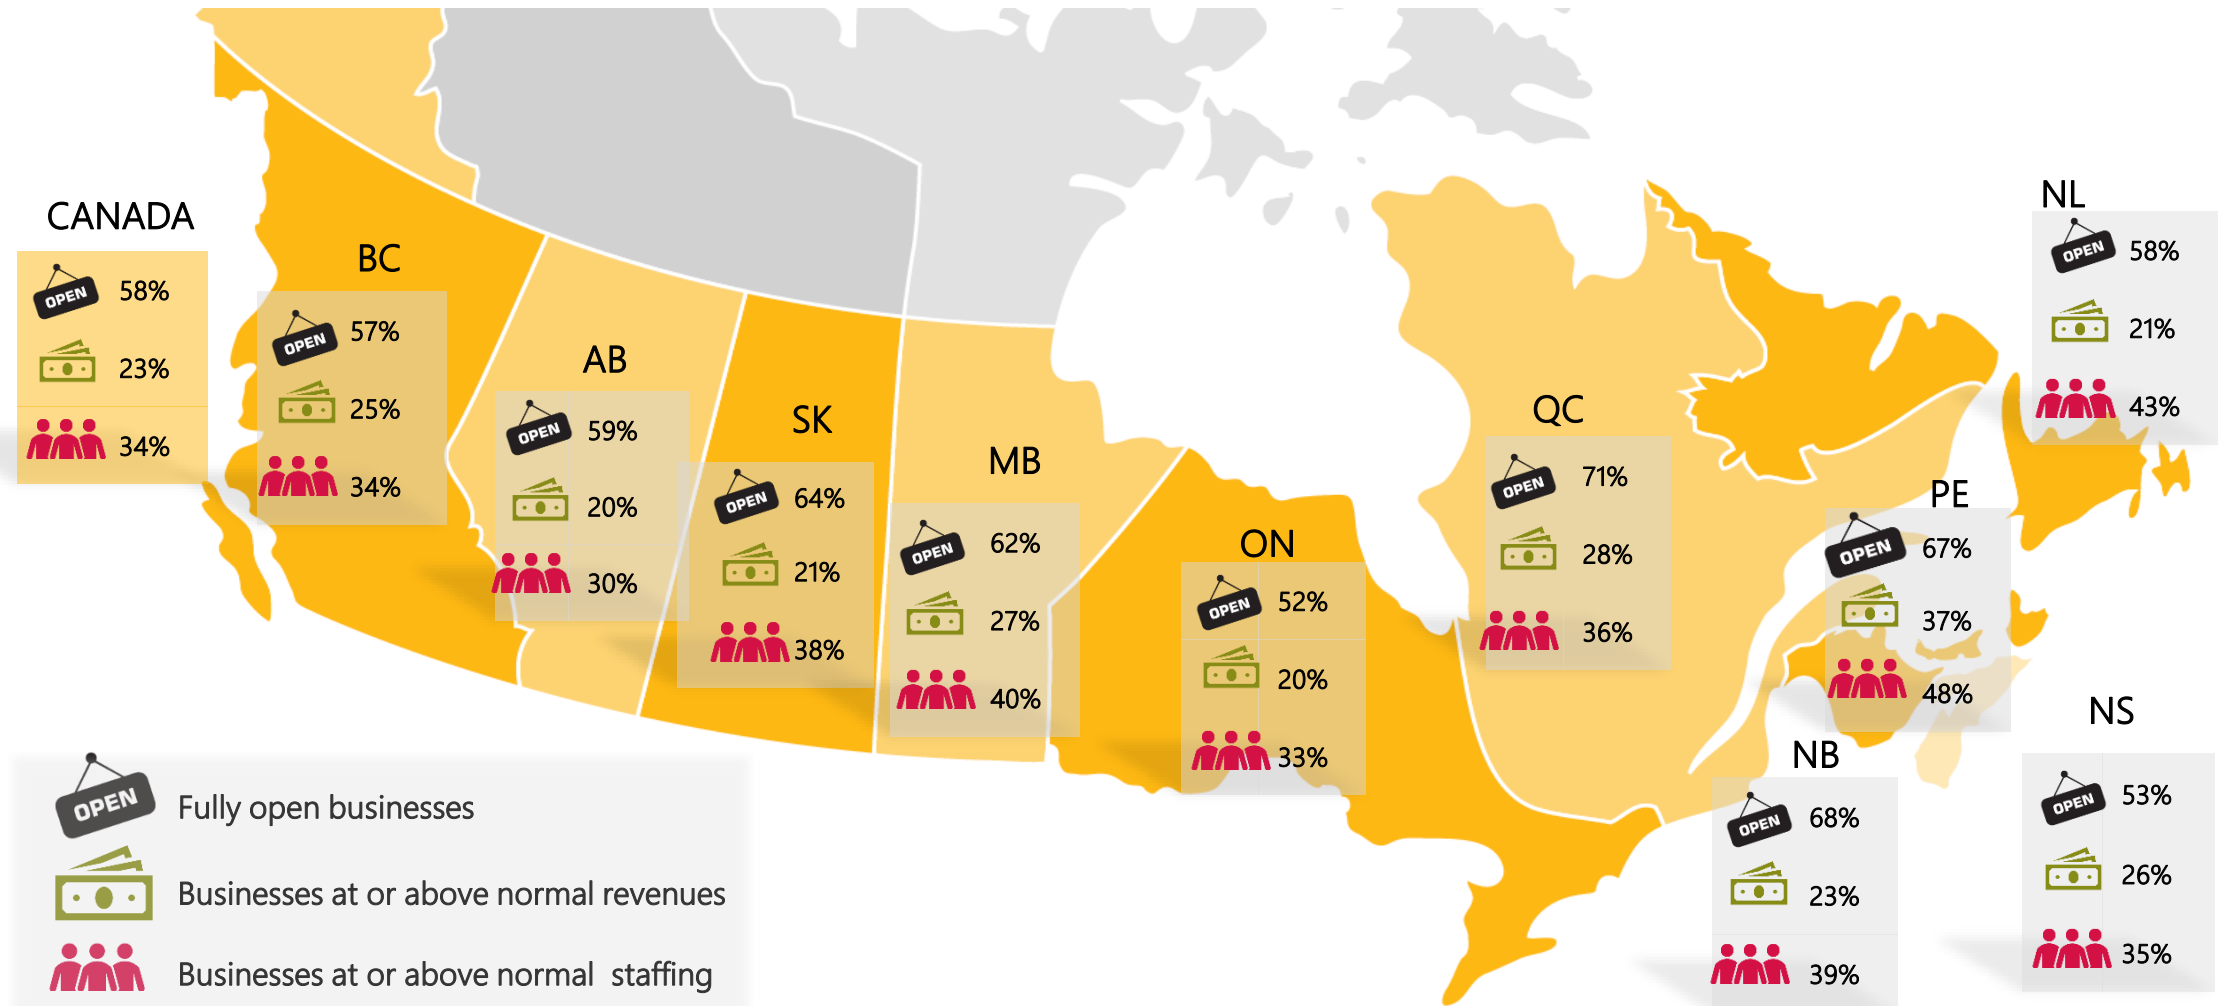 CANADA
OPEN 58%
23%
34%
BC
OPEN 57%
25%
34%
AB
OPEN 59%
20%
30%
SK
OPEN 64%
21%
38%
MB
OPEN 62%
27%
40%
ON
OPEN 52%
20%
33%
QC
OPEN 71%
28%
36%
NL
OPEN 58%
21%
43%
PE
OPEN 67%
37%
48%
NB
OPEN 68%
23%
39%
NS
OPEN 53%
26%
35%
OPEN Fully open businesses
Businesses at or above normal revenues
Businesses at or above normal staffing